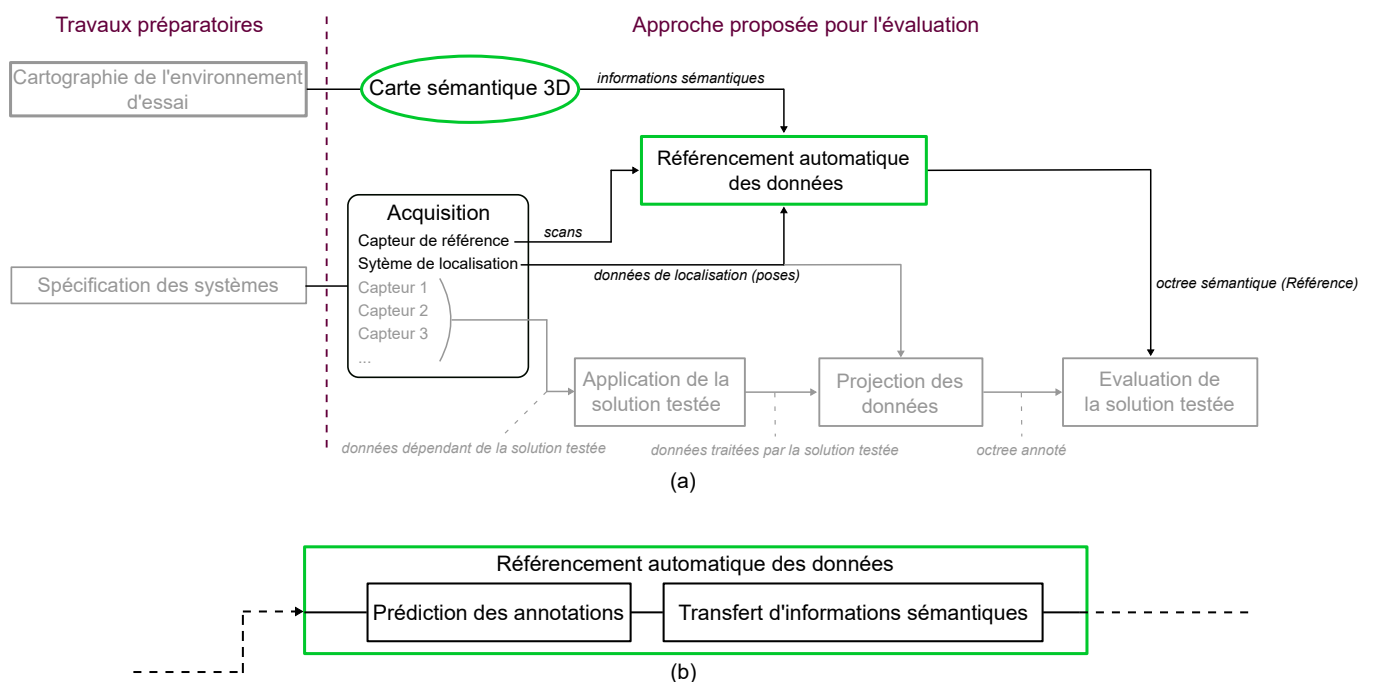 Travaux préparatoires
Approche proposée pour l'évaluation
Cartographie de l'environnement
d'essai
Carte sémantique 3D
informations sémantiques
Référencement automatique
des données
Acquisition
Capteur de référence
Sytème de localisation
Capteur 1
Capteur 2
Capteur 3
...
scans
données de localisation (poses)
Spécification des systèmes
octree sémantique (Référence)
Application de la
solution testée
Projection des
données
Evaluation de
la solution testée
données dépendant de la solution testée
données traitées par la solution testée
octree annoté
(a)
Référencement automatique des données
Prédiction des annotations
Transfert d'informations sémantiques
(b)